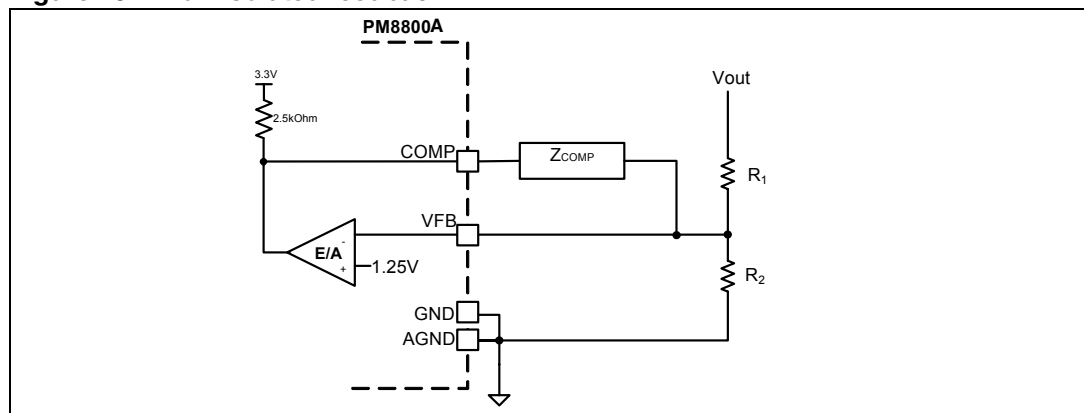 PM8800A
3.3V
2.5kOhm
Vout
COMP
ZCOMP
R1
VFB
E/A
-
+
1.25V
R2
GND
AGND